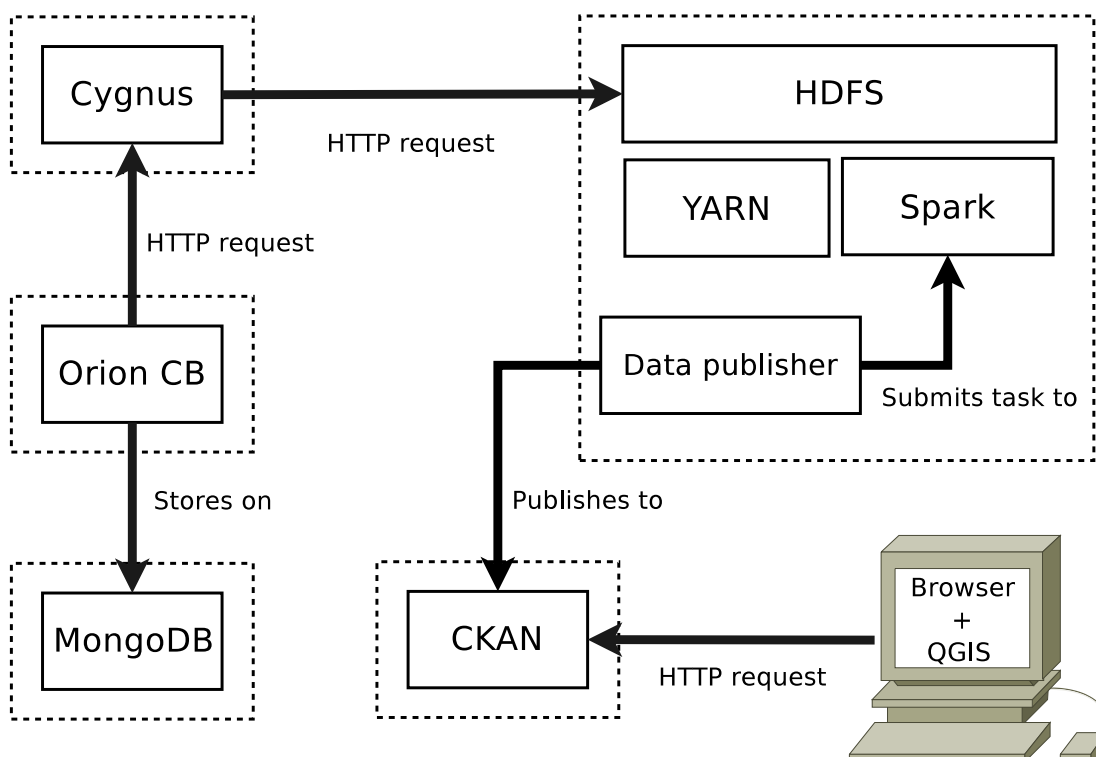 Cygnus
HDFS
HTTP request
YARN
Spark
HTTP request
Orion CB
Data publisher
Submits task to
Stores on
Publishes to
MongoDB
CKAN
Browser
+
QGIS
HTTP request